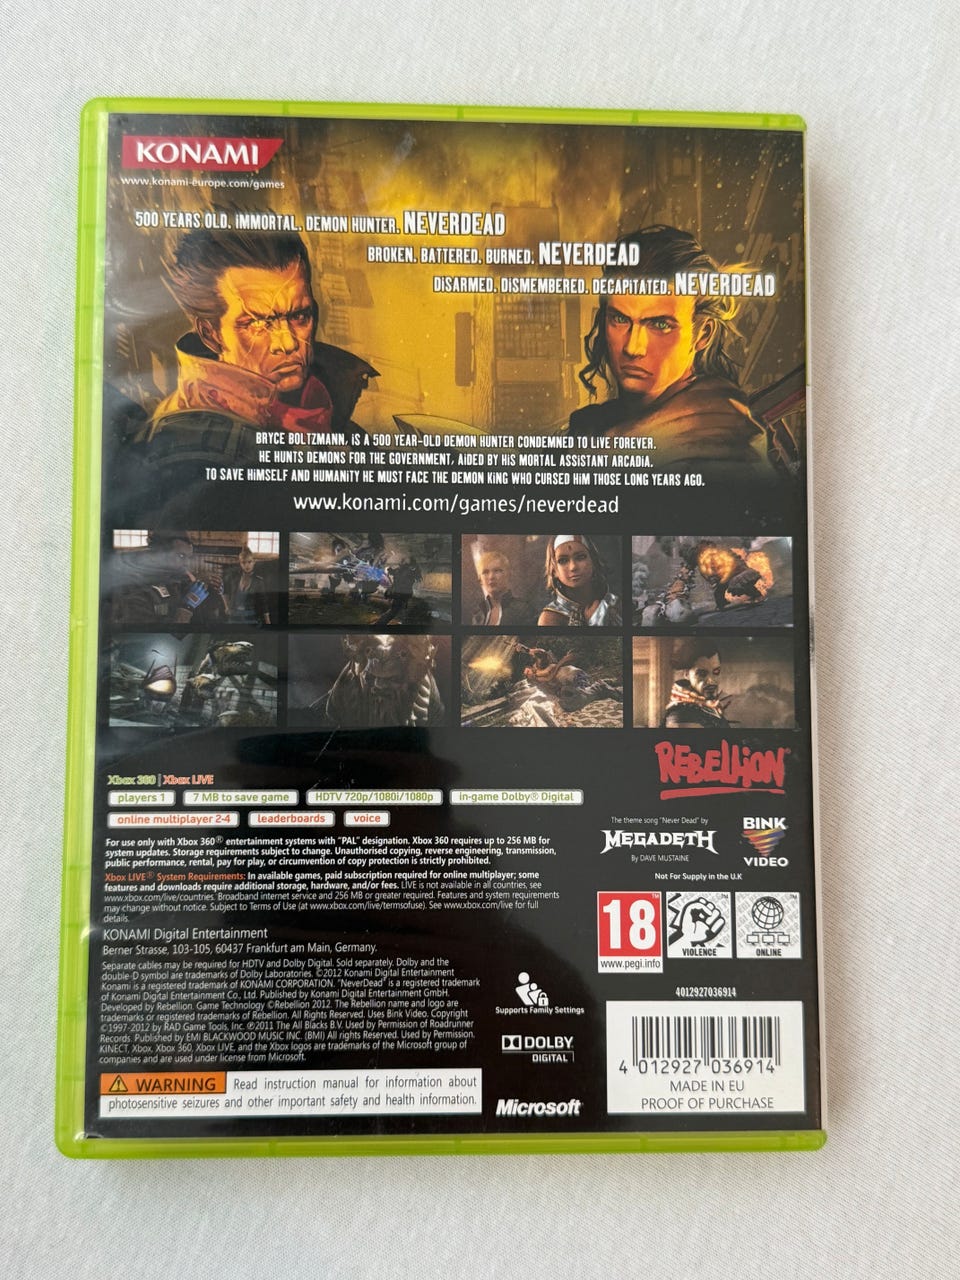 KONAMI
www.konami-europe.com/games
500 YEARS OLD. IMMORTAL. DEMON HUNTER. NEVERDEAD
BROKEN. BATTERED. BURNED. NEVERDEAD
DISARMED. DISMEMBERED. DECAPITATED. NEVERDEAD
BRYCE BOLTZMANN, IS A 500 YEAR-OLD DEMON HUNTER CONDEMNED TO LIVE FOREVER.
HE HUNTS DEMONS FOR THE GOVERNMENT, AIDED BY HIS MORTAL ASSISTANT ARCADIA.
TO SAVE HIMSELF AND HUMANITY HE MUST FACE THE DEMON KING WHO CURSED HIM THOSE LONG YEARS AGO.
www.konami.com/games/neverdead
REBELLION®
Xbox 360 | Xbox LIVE
players 1
7 MB to save game
HDTV 720p/1080i/1080p
in-game Dolby® Digital
online multiplayer 2-4
leaderboards
voice
For use only with Xbox 360® entertainment systems with "PAL" designation. Xbox 360 requires up to 256 MB for
system updates. Storage requirements subject to change. Unauthorised copying, reverse engineering, transmission,
public performance, rental, pay for play, or circumvention of copy protection is strictly prohibited.
Xbox LIVE® System Requirements: In available games, paid subscription required for online multiplayer; some
features and downloads require additional storage, hardware, and/or fees. LIVE is not available in all countries, see
www.xbox.com/live/countries. Broadband internet service and 256 MB or greater required. Features and system requirements
may change without notice. Subject to Terms of Use (at www.xbox.com/live/termsofuse). See www.xbox.com/live for full
details.
The theme song "Never Dead" by
MEGADETH
By DAVE MUSTAINE
BINK
VIDEO
Not For Supply in the U.K
KONAMI Digital Entertainment
Berner Strasse, 103-105, 60437 Frankfurt am Main, Germany.
Separate cables may be required for HDTV and Dolby Digital. Sold separately. Dolby and the
double-D symbol are trademarks of Dolby Laboratories. ©2012 Konami Digital Entertainment
Konami is a registered trademark of KONAMI CORPORATION. "NeverDead" is a registered trademark
of Konami Digital Entertainment Co., Ltd. Published by Konami Digital Entertainment GmbH.
Developed by Rebellion. Game Technology ©Rebellion 2012. The Rebellion name and logo are
trademarks or registered trademarks of Rebellion. All Rights Reserved. Uses Bink Video. Copyright
©1997-2012 by RAD Game Tools, Inc. ℗2011 The All Blacks B.V. Used by Permission of Roadrunner
Records. Published by EMI BLACKWOOD MUSIC INC. (BMI) All rights Reserved. Used by Permission.
KINECT, Xbox, Xbox 360, Xbox LIVE, and the Xbox logos are trademarks of the Microsoft group of
companies and are used under license from Microsoft.
18™
www.pegi.info
VIOLENCE
ONLINE
Supports Family Settings
DOLBY
DIGITAL
Microsoft®
4012927036914
4 012927 036914
MADE IN EU
PROOF OF PURCHASE
WARNING Read instruction manual for information about
photosensitive seizures and other important safety and health information.